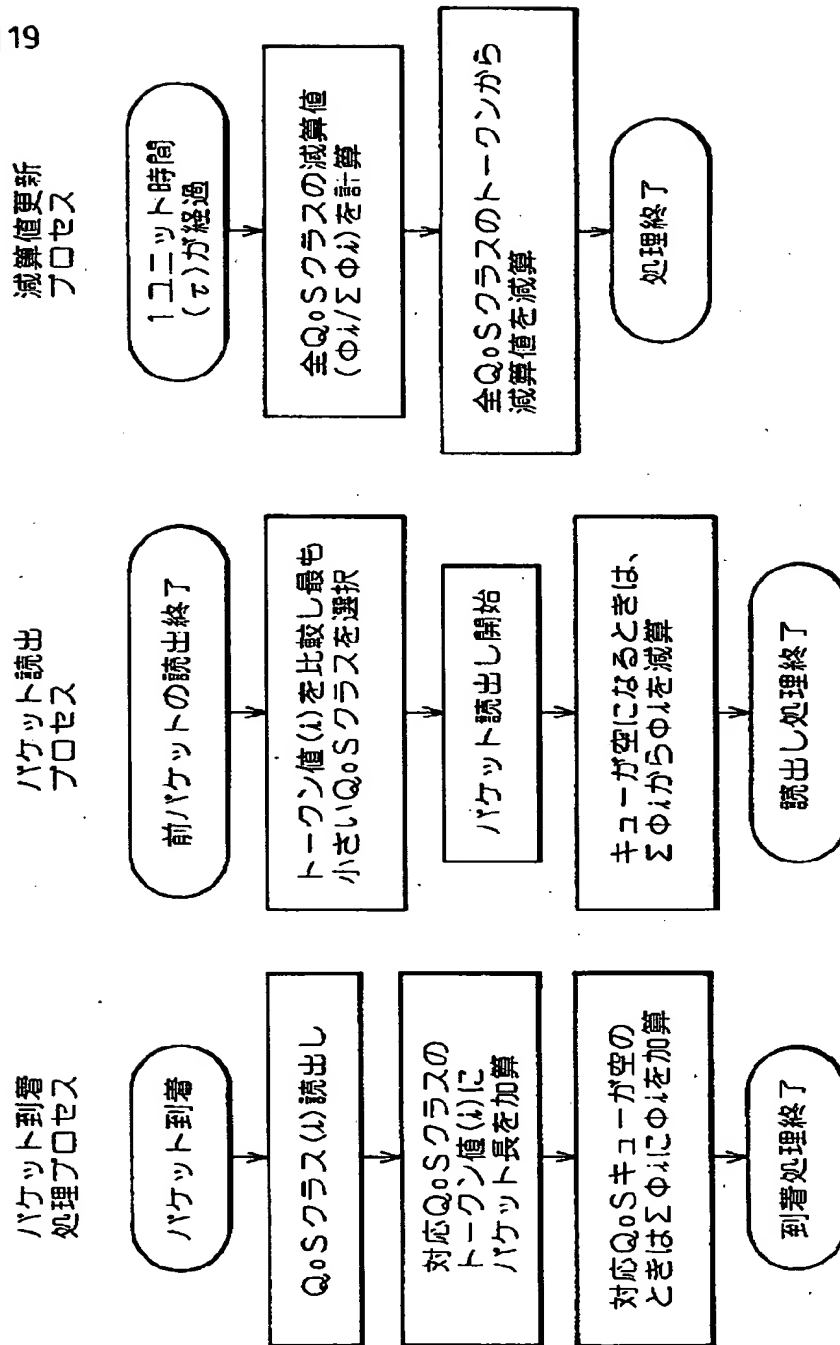 19
パケット到着
処理プロセス
パケット到着
QoSクラス(i)読出し
対応QoSクラスの
トークン値(i)に
パケット長を加算
対応QoSキューが空の
ときはΣΦiにΦiを加算
到着処理終了
パケット読出
プロセス
前パケットの読出終了
トークン値(i)を比較し最も
小さいQoSクラスを選択
パケット読出し開始
キューが空になるときは、
ΣΦiからΦiを減算
読出し処理終了
減算値更新
プロセス
1ユニット時間
(τ)が経過
全QoSクラスの減算値
(Φi/ΣΦi)を計算
全QoSクラスのトークンから
減算値を減算
処理終了